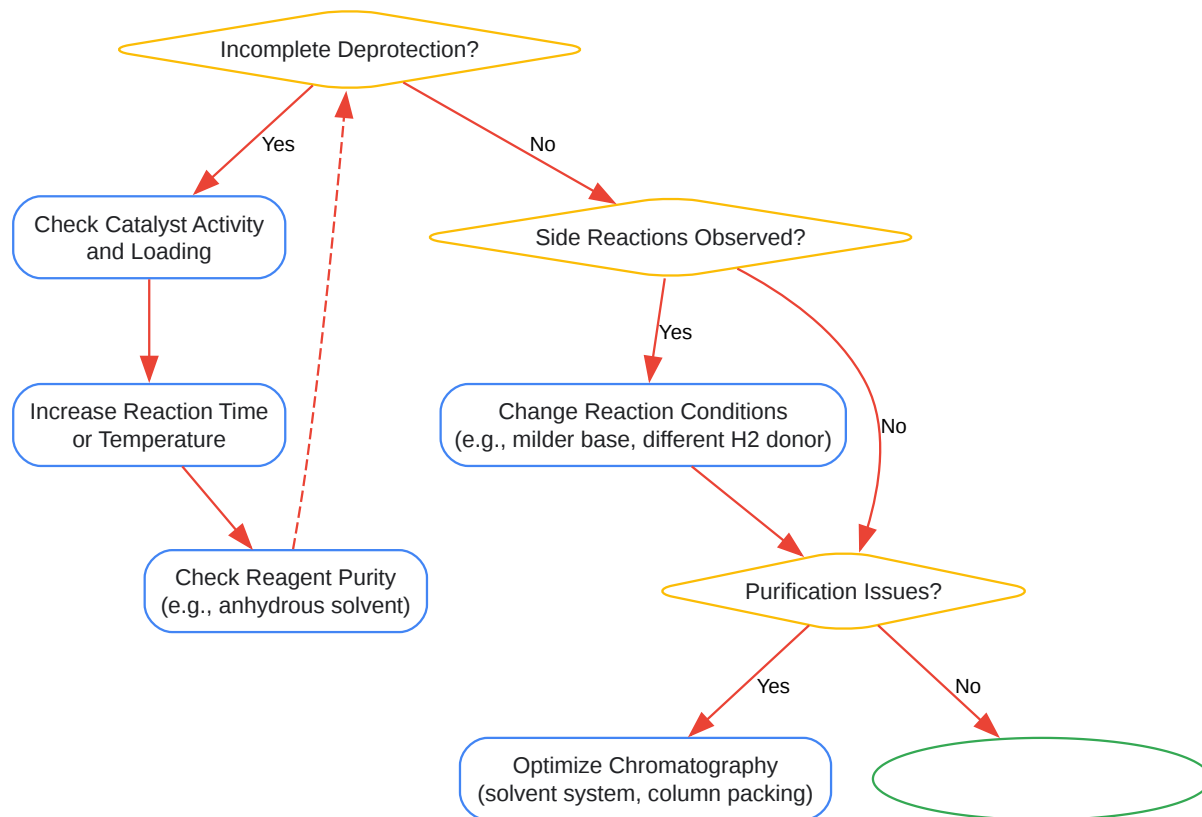 Incomplete Deprotection?
Yes
No
Check Catalyst Activity
and Loading
Side Reactions Observed?
Yes
Increase Reaction Time
or Temperature
Change Reaction Conditions
(e.g., milder base, different H2 donor)
No
Check Reagent Purity
(e.g., anhydrous solvent)
Purification Issues?
Yes
No
Optimize Chromatography
(solvent system, column packing)